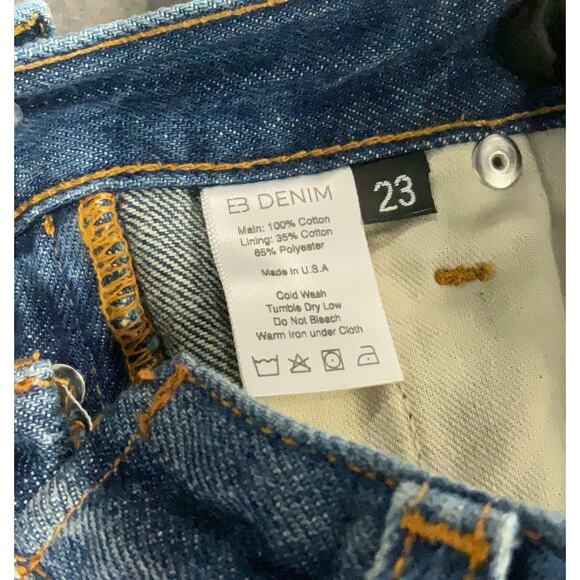 EB DENIM
23
Main: 100% Cotton
Lining: 35% Cotton
65% Polyester
Made in U.S.A
Cold Wash
Tumble Dry Low
Do Not Bleach
Warm Iron under Cloth